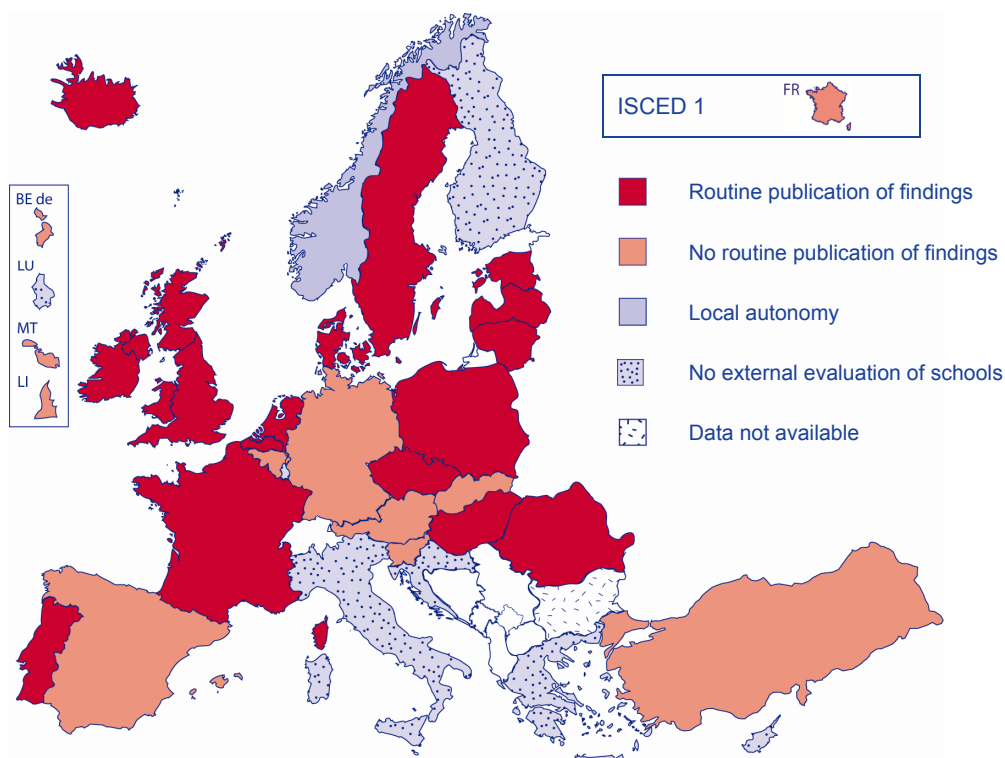 FR
ISCED 1
Routine publication of findings
No routine publication of findings
Local autonomy
No external evaluation of schools
Data not available
BE de
LU
MT
LI